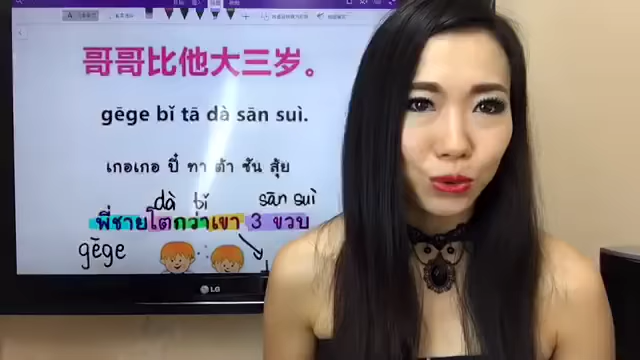 哥哥比他大三岁。
gēge bǐ tā dà sān suì.
เกอเกอ ปี่ ทา ต้า ซัน สุ้ย
dà bǐ sān suì
พี่ชายโตกว่าเขา 3 ขวบ
gēge
LG